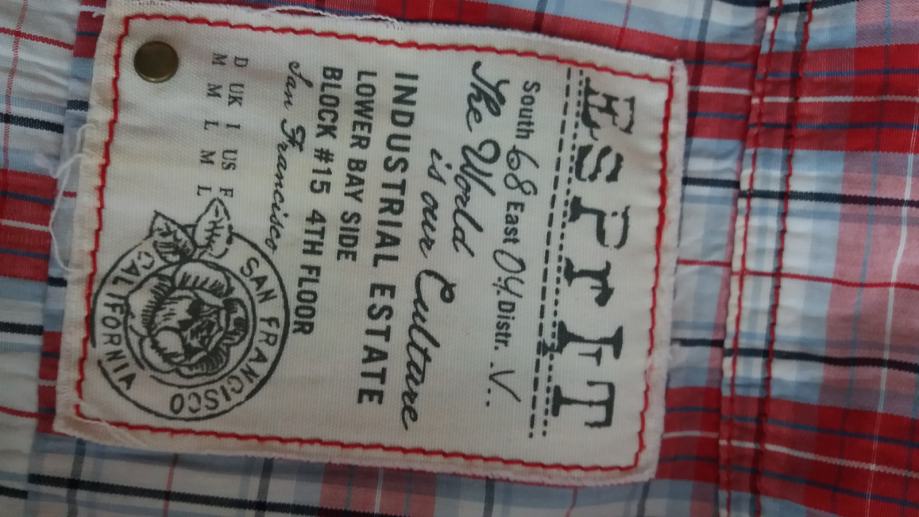 ESPrIT
South 68 East 04 Distr. V..
The World
is our Culture
INDUSTRIAL ESTATE
LOWER BAY SIDE
BLOCK #15 4TH FLOOR
San Francisco
D UK I US F
M M L M L
SAN FRANCISCO
CALIFORNIA